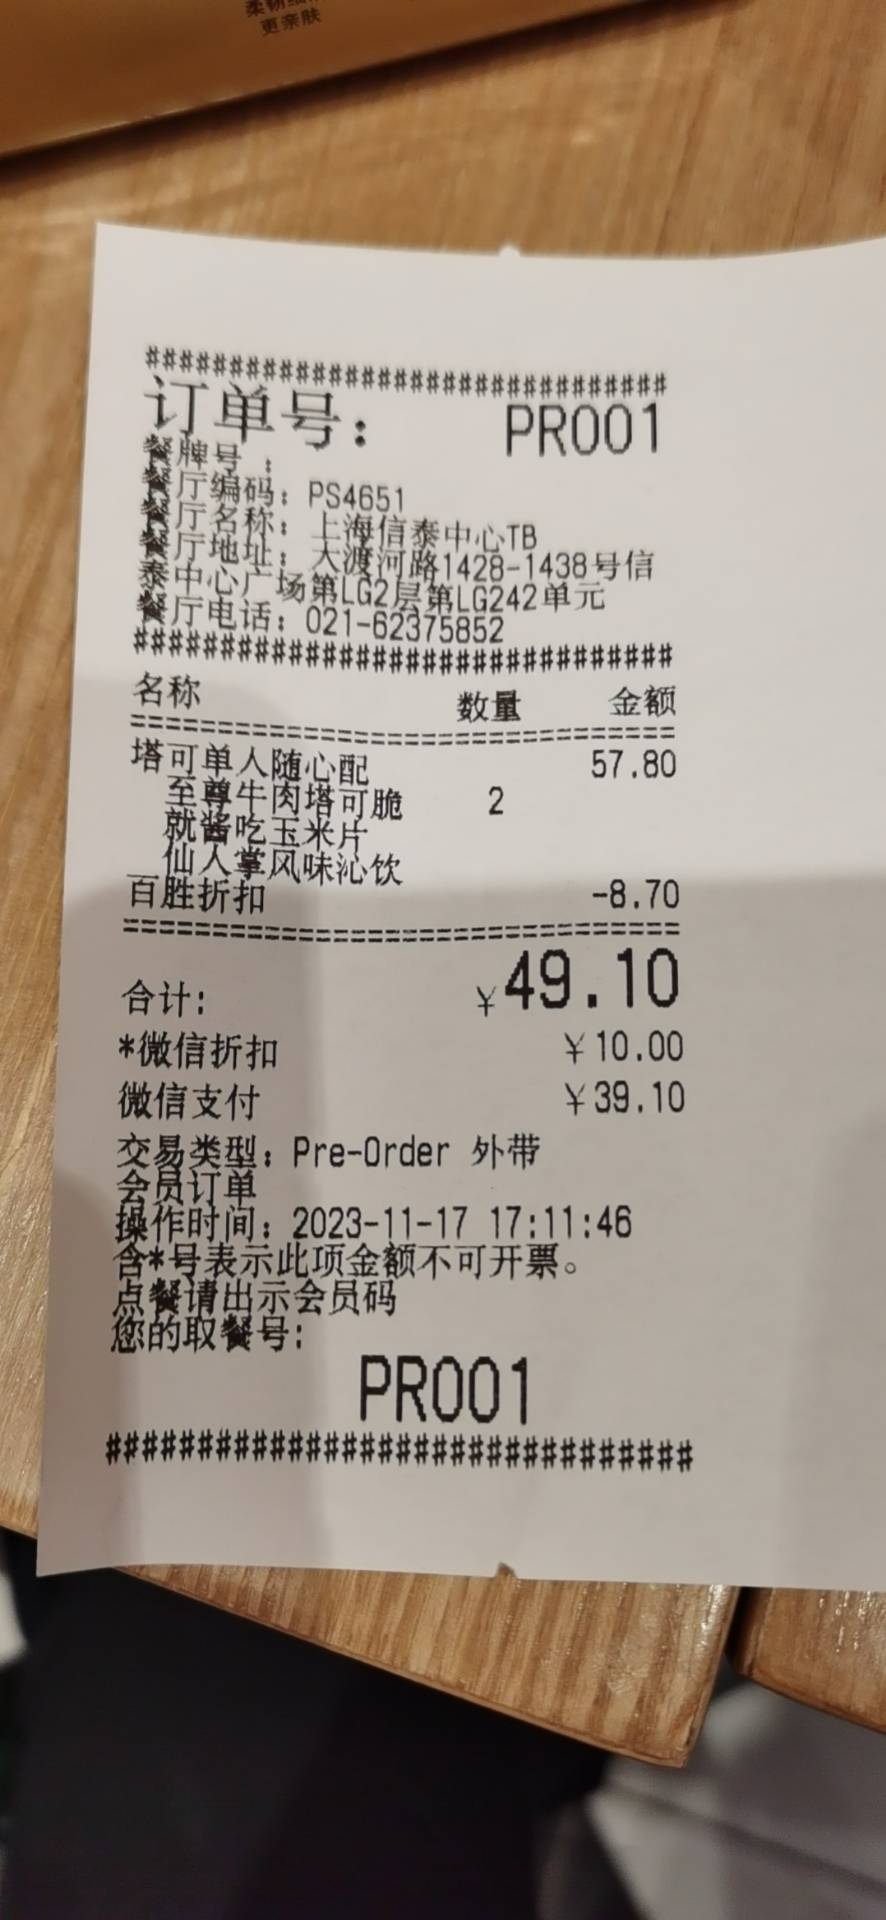 更亲肤
##############################
订单号： PR001
餐牌号：
餐厅编码：PS4651
餐厅名称：上海信泰中心TB
餐厅地址：大渡河路1428-1438号信
泰中心广场第LG2层第LG242单元
餐厅电话：021-62375852
##############################
名称 数量 金额
==============================
塔可单人随心配 57.80
至尊牛肉塔可脆 2
就酱吃玉米片
仙人掌风味沁饮
百胜折扣 -8.70
==============================
合计: ￥49.10
*微信折扣 ￥10.00
微信支付 ￥39.10
交易类型：Pre-Order 外带
会员订单
操作时间：2023-11-17 17:11:46
含*号表示此项金额不可开票。
点餐请出示会员码
您的取餐号:
PR001
##############################